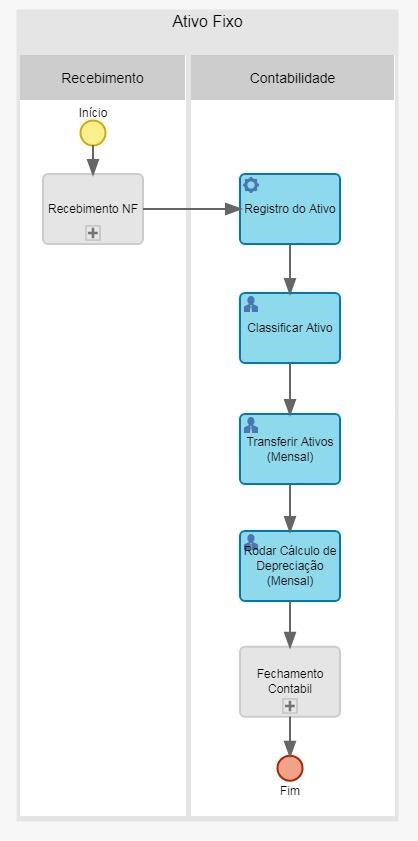 Ativo Fixo
Recebimento
Contabilidade
Início
Recebimento NF
Registro do Ativo
Classificar Ativo
Transferir Ativos
(Mensal)
Rodar Cálculo de
Depreciação
(Mensal)
Fechamento
Contabil
Fim